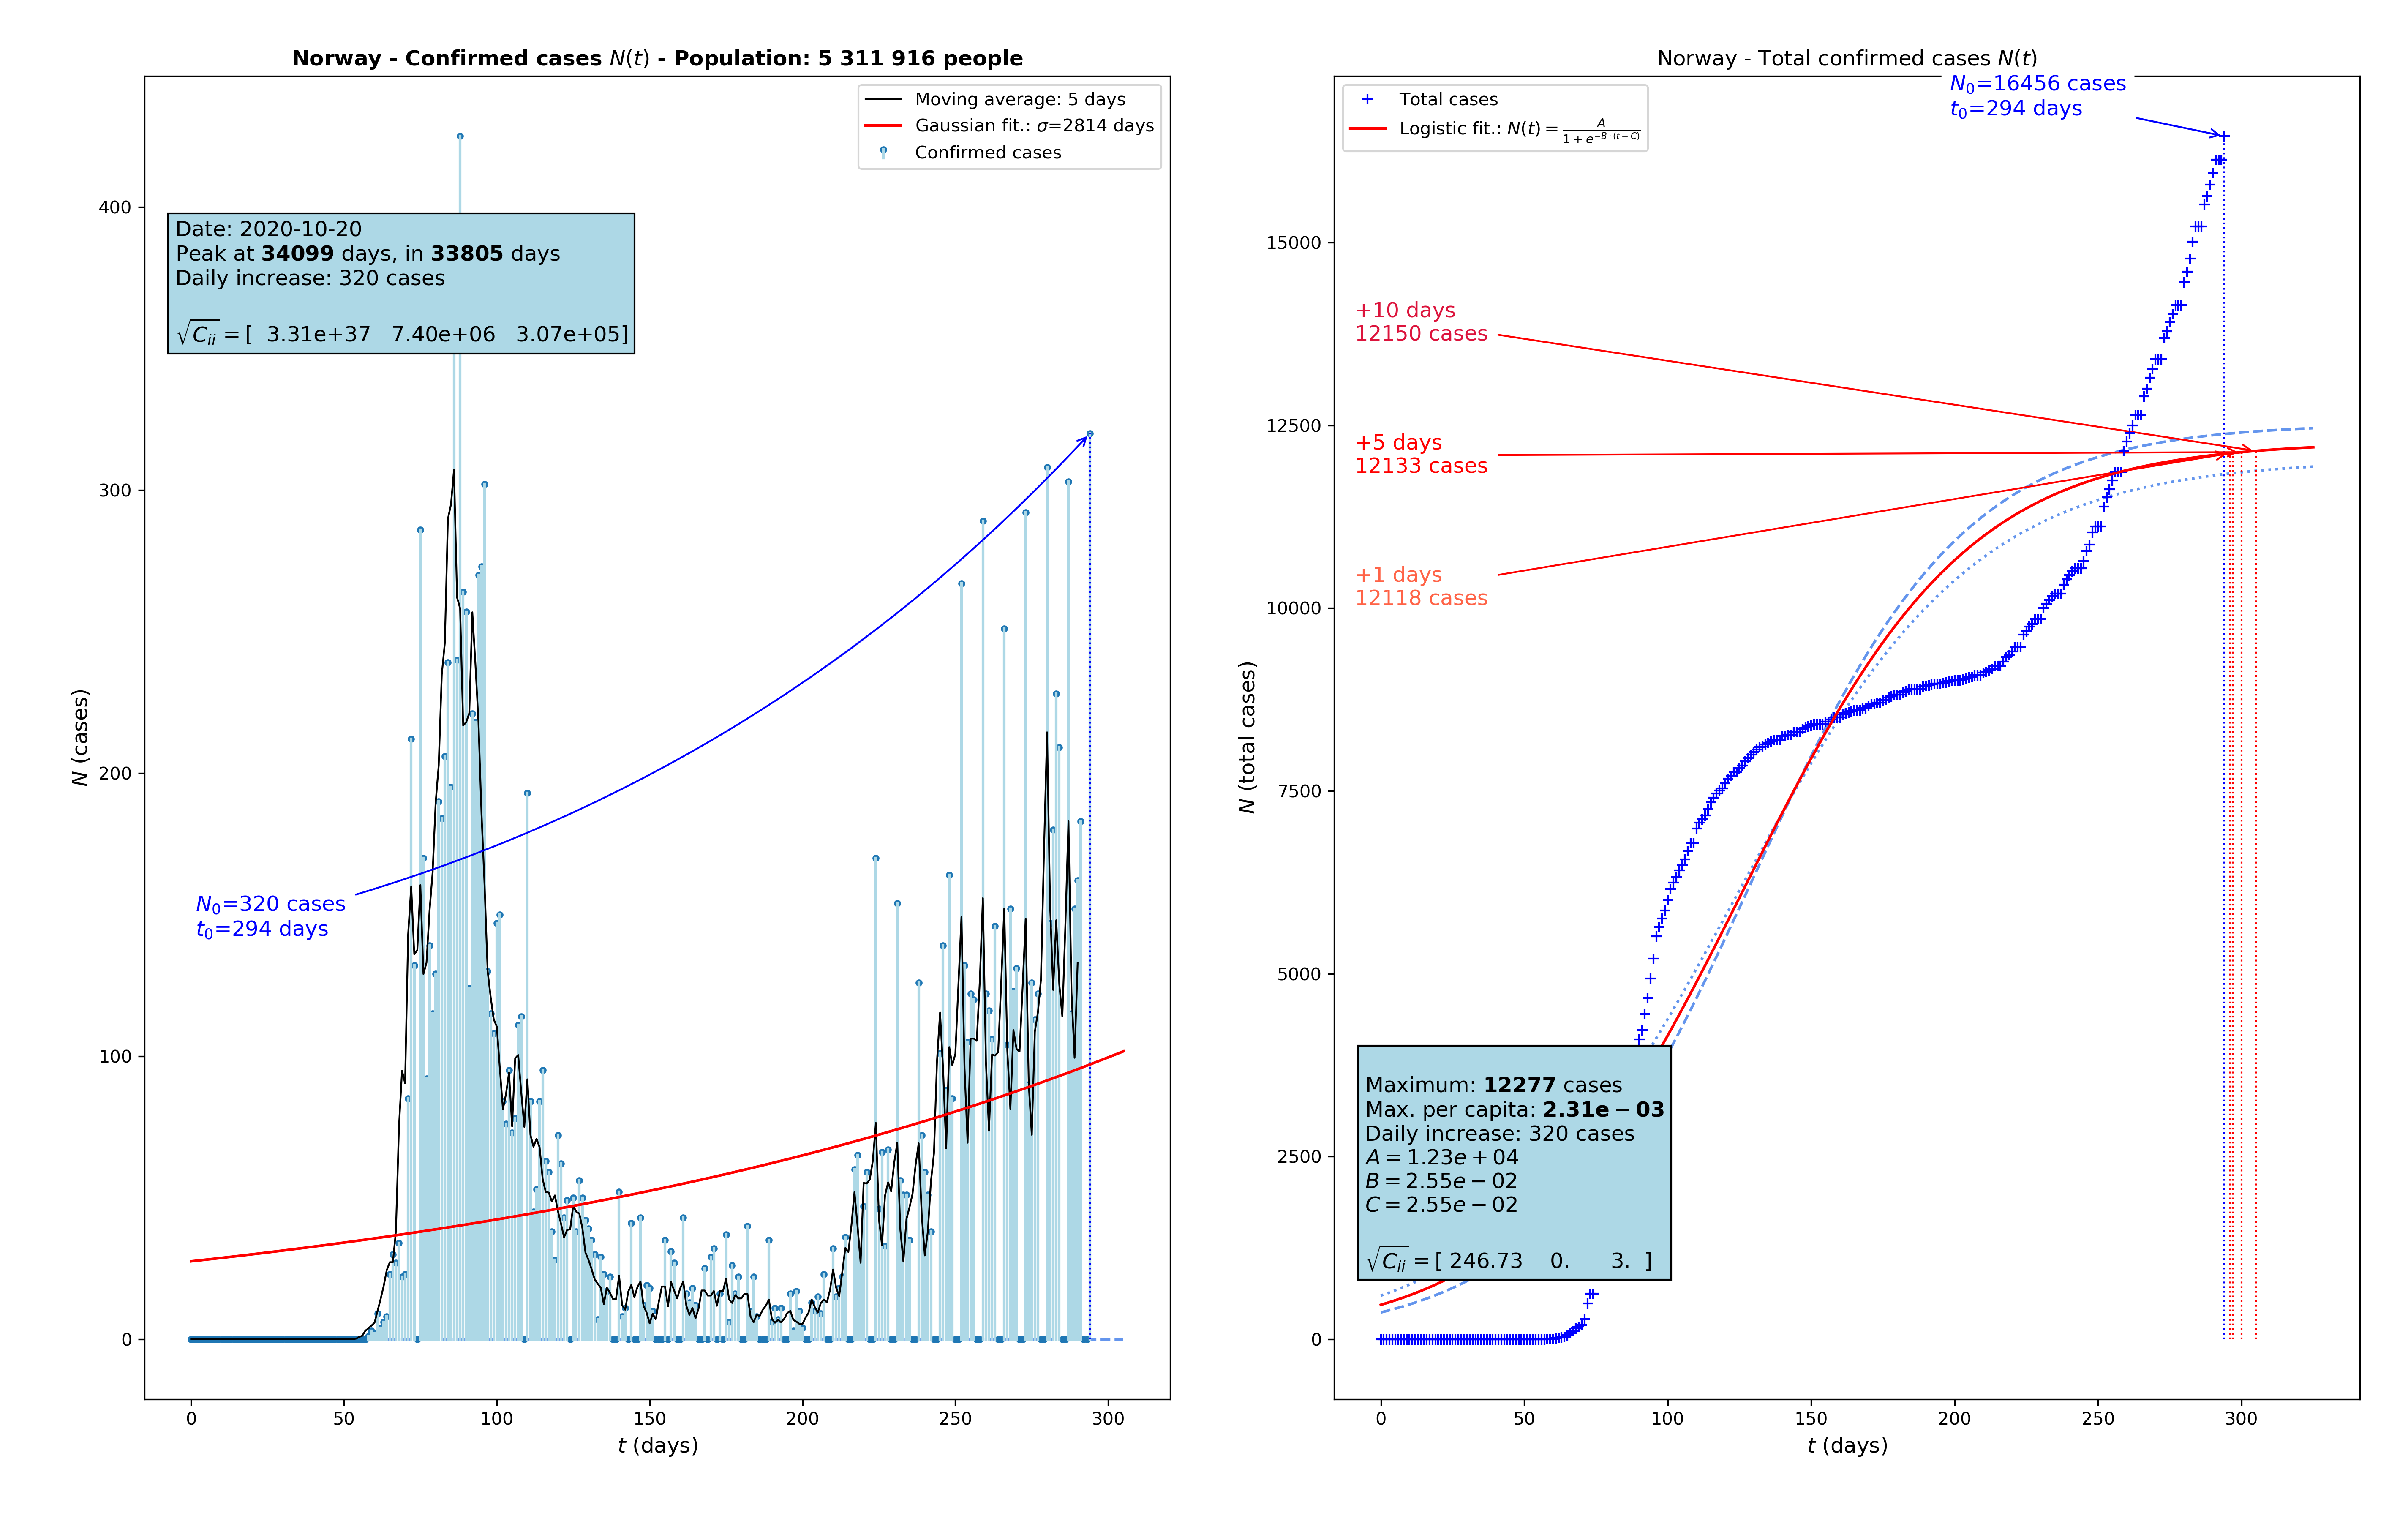 Norway - Confirmed cases N(t) - Population: 5 311 916 people
Moving average: 5 days
Gaussian fit.: σ=2814 days
Confirmed cases
Date: 2020-10-20
Peak at 34099 days, in 33805 days
Daily increase: 320 cases
√C_ii = [ 3.31e+37 7.40e+06 3.07e+05]
N_0=320 cases
t_0=294 days
N (cases)
400
300
200
100
0
0 50 100 150 200 250 300
t (days)
Norway - Total confirmed cases N(t)
N_0=16456 cases
t_0=294 days
Total cases
Logistic fit.: N(t) = A / (1 + e^{-B·(t-C)})
+10 days
12150 cases
+5 days
12133 cases
+1 days
12118 cases
Maximum: 12277 cases
Max. per capita: 2.31e − 03
Daily increase: 320 cases
A = 1.23e + 04
B = 2.55e − 02
C = 2.55e − 02
√C_ii = [ 246.73 0. 3. ]
N (total cases)
15000
12500
10000
7500
5000
2500
0
0 50 100 150 200 250 300
t (days)